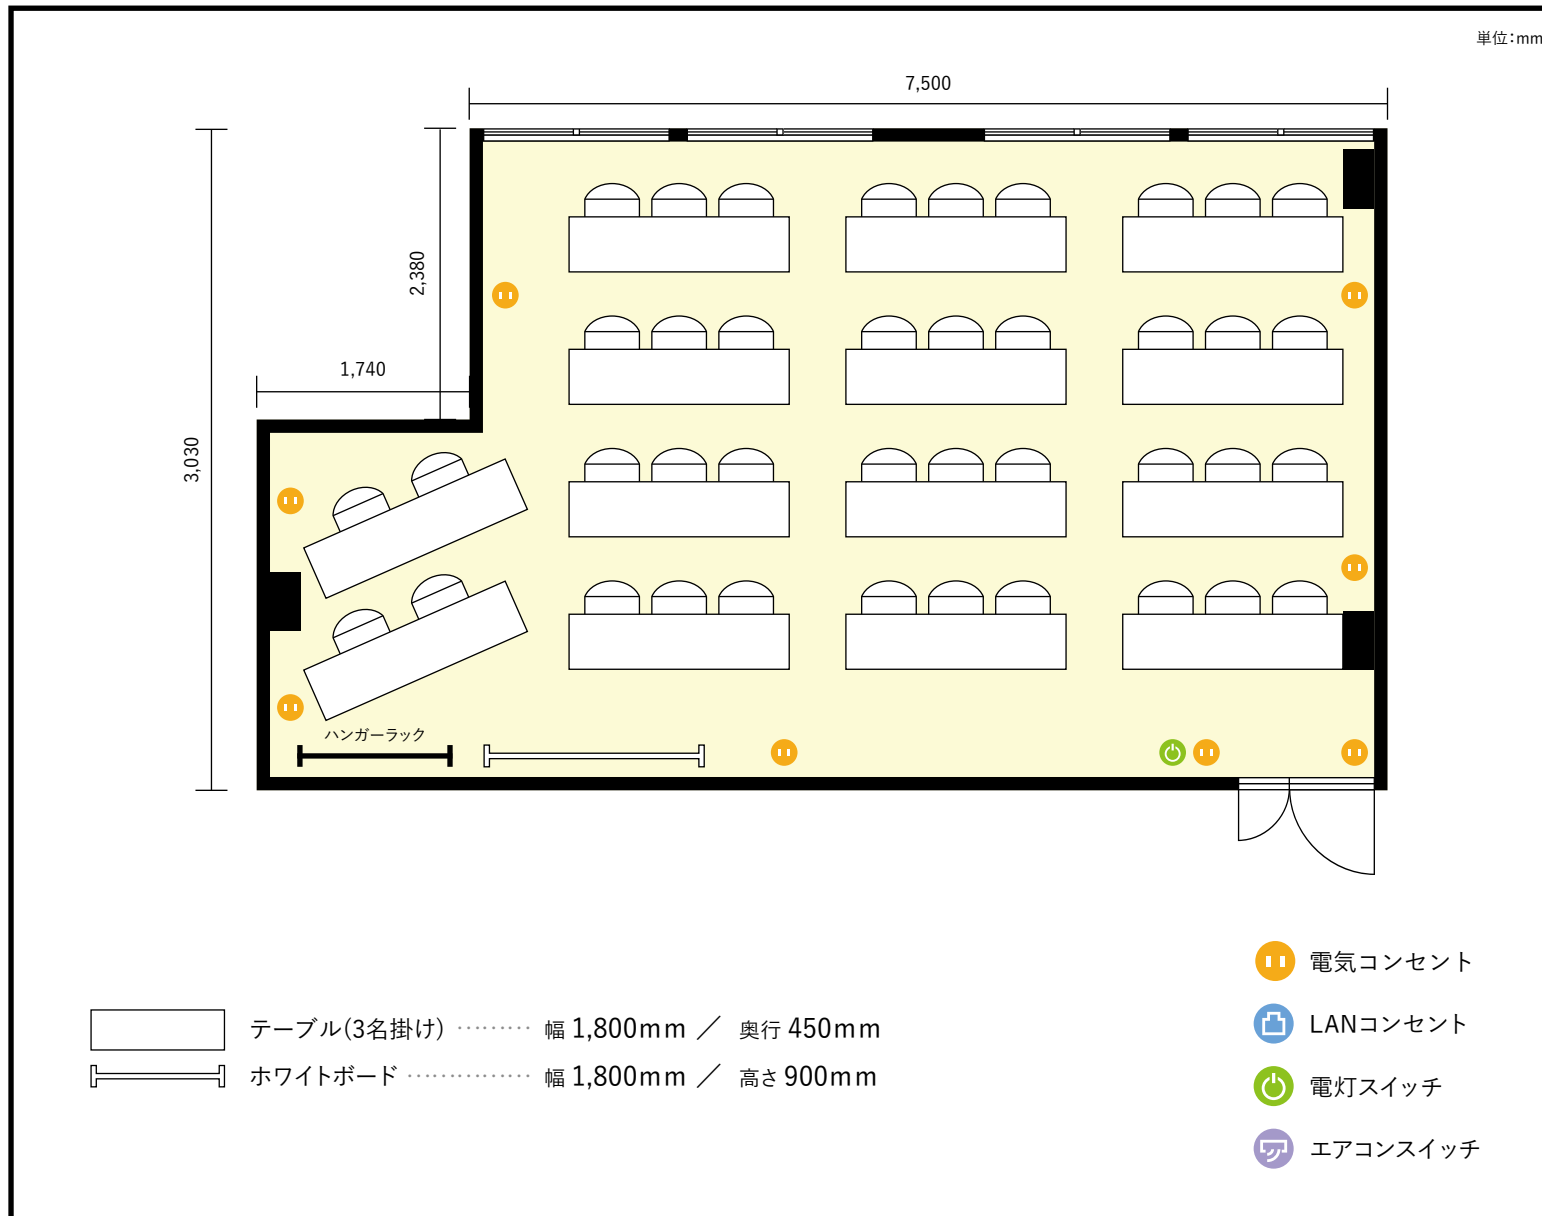 単位:mm
7,500
2,380
1,740
3,030
ハンガーラック
テーブル(3名掛け) ········· 幅 1,800mm ／ 奥行 450mm
ホワイトボード ··············· 幅 1,800mm ／ 高さ 900mm
電気コンセント
LANコンセント
電灯スイッチ
エアコンスイッチ